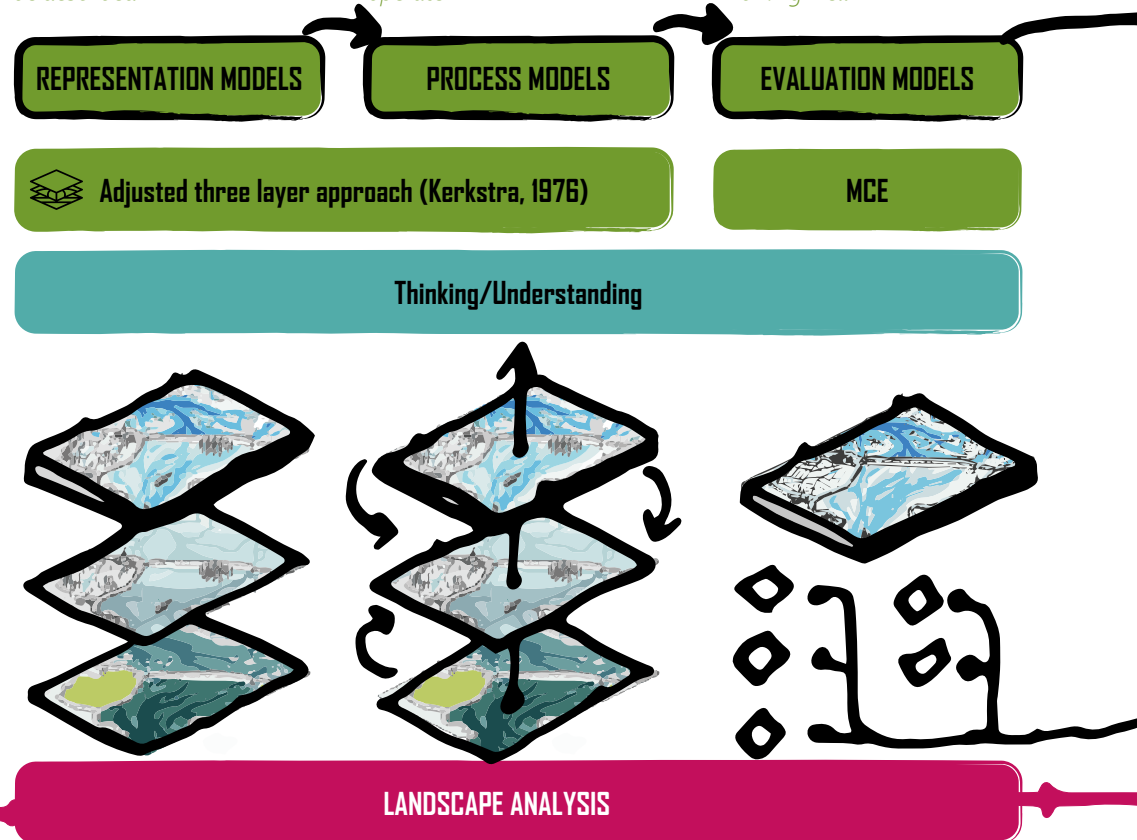 REPRESENTATION MODELS
PROCESS MODELS
EVALUATION MODELS
Adjusted three layer approach (Kerkstra, 1976)
MCE
Thinking/Understanding
LANDSCAPE ANALYSIS